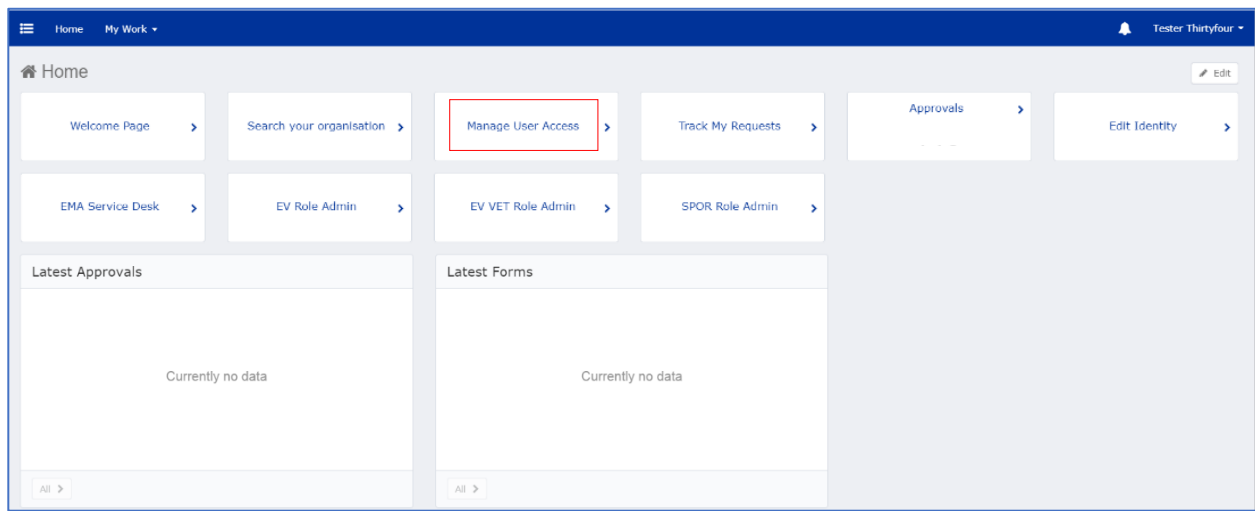 Home My Work Tester Thirtyfour
Home Edit
Welcome Page Search your organisation Manage User Access Track My Requests Approvals Edit Identity
EMA Service Desk EV Role Admin EV VET Role Admin SPOR Role Admin
Latest Approvals Latest Forms
Currently no data Currently no data
All All